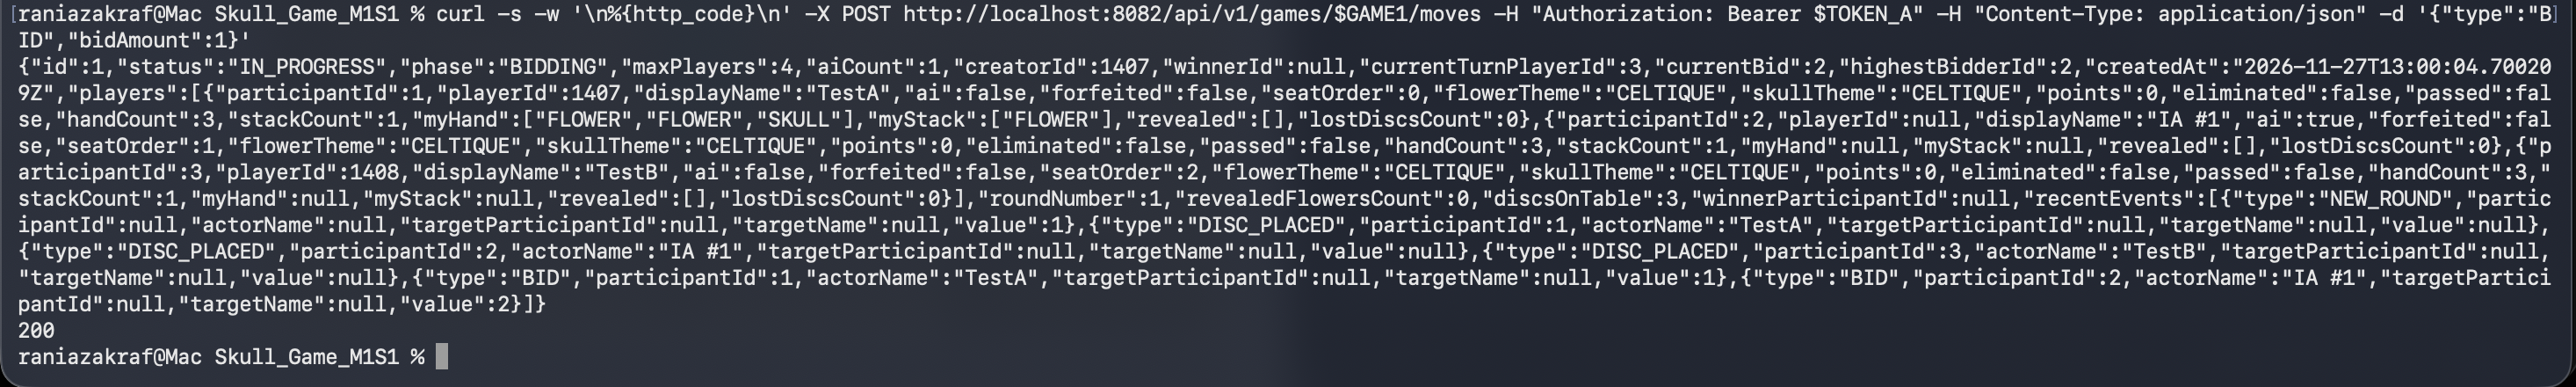 [raniazakraf@Mac Skull_Game_M1S1 % curl -s -w '\n%{http_code}\n' -X POST http://localhost:8082/api/v1/games/$GAME1/moves -H "Authorization: Bearer $TOKEN_A" -H "Content-Type: application/json" -d '{"type":"B]
ID","bidAmount":1}'
{"id":1,"status":"IN_PROGRESS","phase":"BIDDING","maxPlayers":4,"aiCount":1,"creatorId":1407,"winnerId":null,"currentTurnPlayerId":3,"currentBid":2,"highestBidderId":2,"createdAt":"2026-11-27T13:00:04.70020
9Z","players":[{"participantId":1,"playerId":1407,"displayName":"TestA","ai":false,"forfeited":false,"seatOrder":0,"flowerTheme":"CELTIQUE","skullTheme":"CELTIQUE","points":0,"eliminated":false,"passed":fal
se,"handCount":3,"stackCount":1,"myHand":["FLOWER","FLOWER","SKULL"],"myStack":["FLOWER"],"revealed":[],"lostDiscsCount":0},{"participantId":2,"playerId":null,"displayName":"IA #1","ai":true,"forfeited":fal
se,"seatOrder":1,"flowerTheme":"CELTIQUE","skullTheme":"CELTIQUE","points":0,"eliminated":false,"passed":false,"handCount":3,"stackCount":1,"myHand":null,"myStack":null,"revealed":[],"lostDiscsCount":0},{"p
articipantId":3,"playerId":1408,"displayName":"TestB","ai":false,"forfeited":false,"seatOrder":2,"flowerTheme":"CELTIQUE","skullTheme":"CELTIQUE","points":0,"eliminated":false,"passed":false,"handCount":3,"
stackCount":1,"myHand":null,"myStack":null,"revealed":[],"lostDiscsCount":0}],"roundNumber":1,"revealedFlowersCount":0,"discsOnTable":3,"winnerParticipantId":null,"recentEvents":[{"type":"NEW_ROUND","partic
ipantId":null,"actorName":null,"targetParticipantId":null,"targetName":null,"value":1},{"type":"DISC_PLACED","participantId":1,"actorName":"TestA","targetParticipantId":null,"targetName":null,"value":null},
{"type":"DISC_PLACED","participantId":2,"actorName":"IA #1","targetParticipantId":null,"targetName":null,"value":null},{"type":"DISC_PLACED","participantId":3,"actorName":"TestB","targetParticipantId":null,
"targetName":null,"value":null},{"type":"BID","participantId":1,"actorName":"TestA","targetParticipantId":null,"targetName":null,"value":1},{"type":"BID","participantId":2,"actorName":"IA #1","targetPartici
pantId":null,"targetName":null,"value":2}]}
200
raniazakraf@Mac Skull_Game_M1S1 %